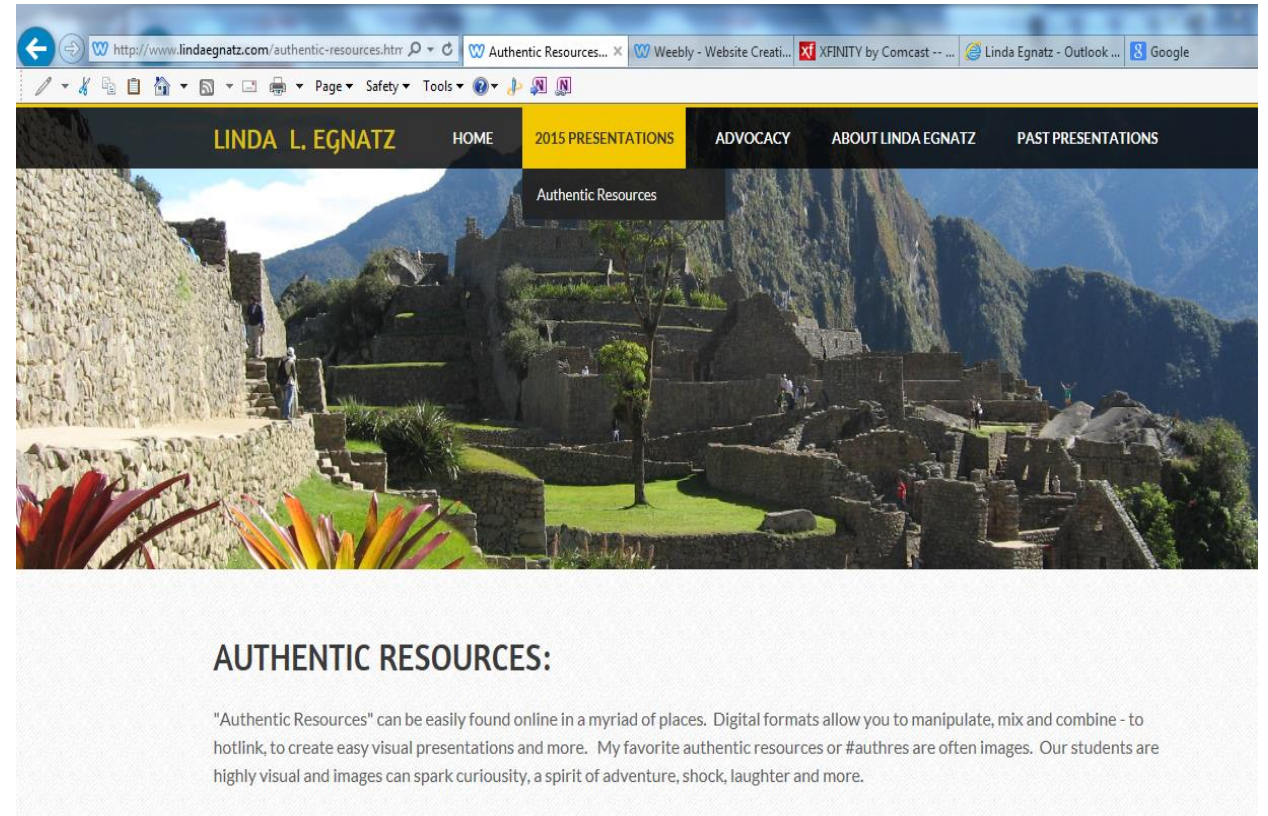 http://www.lindaegnatz.com/authentic-resources.htm
Authentic Resources...
Weebly - Website Creati...
XFINITY by Comcast -- ...
Linda Egnatz - Outlook ...
Google
Page Safety Tools
LINDA L. EGNATZ HOME 2015 PRESENTATIONS ADVOCACY ABOUT LINDA EGNATZ PAST PRESENTATIONS
Authentic Resources
AUTHENTIC RESOURCES:
"Authentic Resources" can be easily found online in a myriad of places. Digital formats allow you to manipulate, mix and combine - to
hotlink, to create easy visual presentations and more. My favorite authentic resources or #authres are often images. Our students are
highly visual and images can spark curiousity, a spirit of adventure, shock, laughter and more.